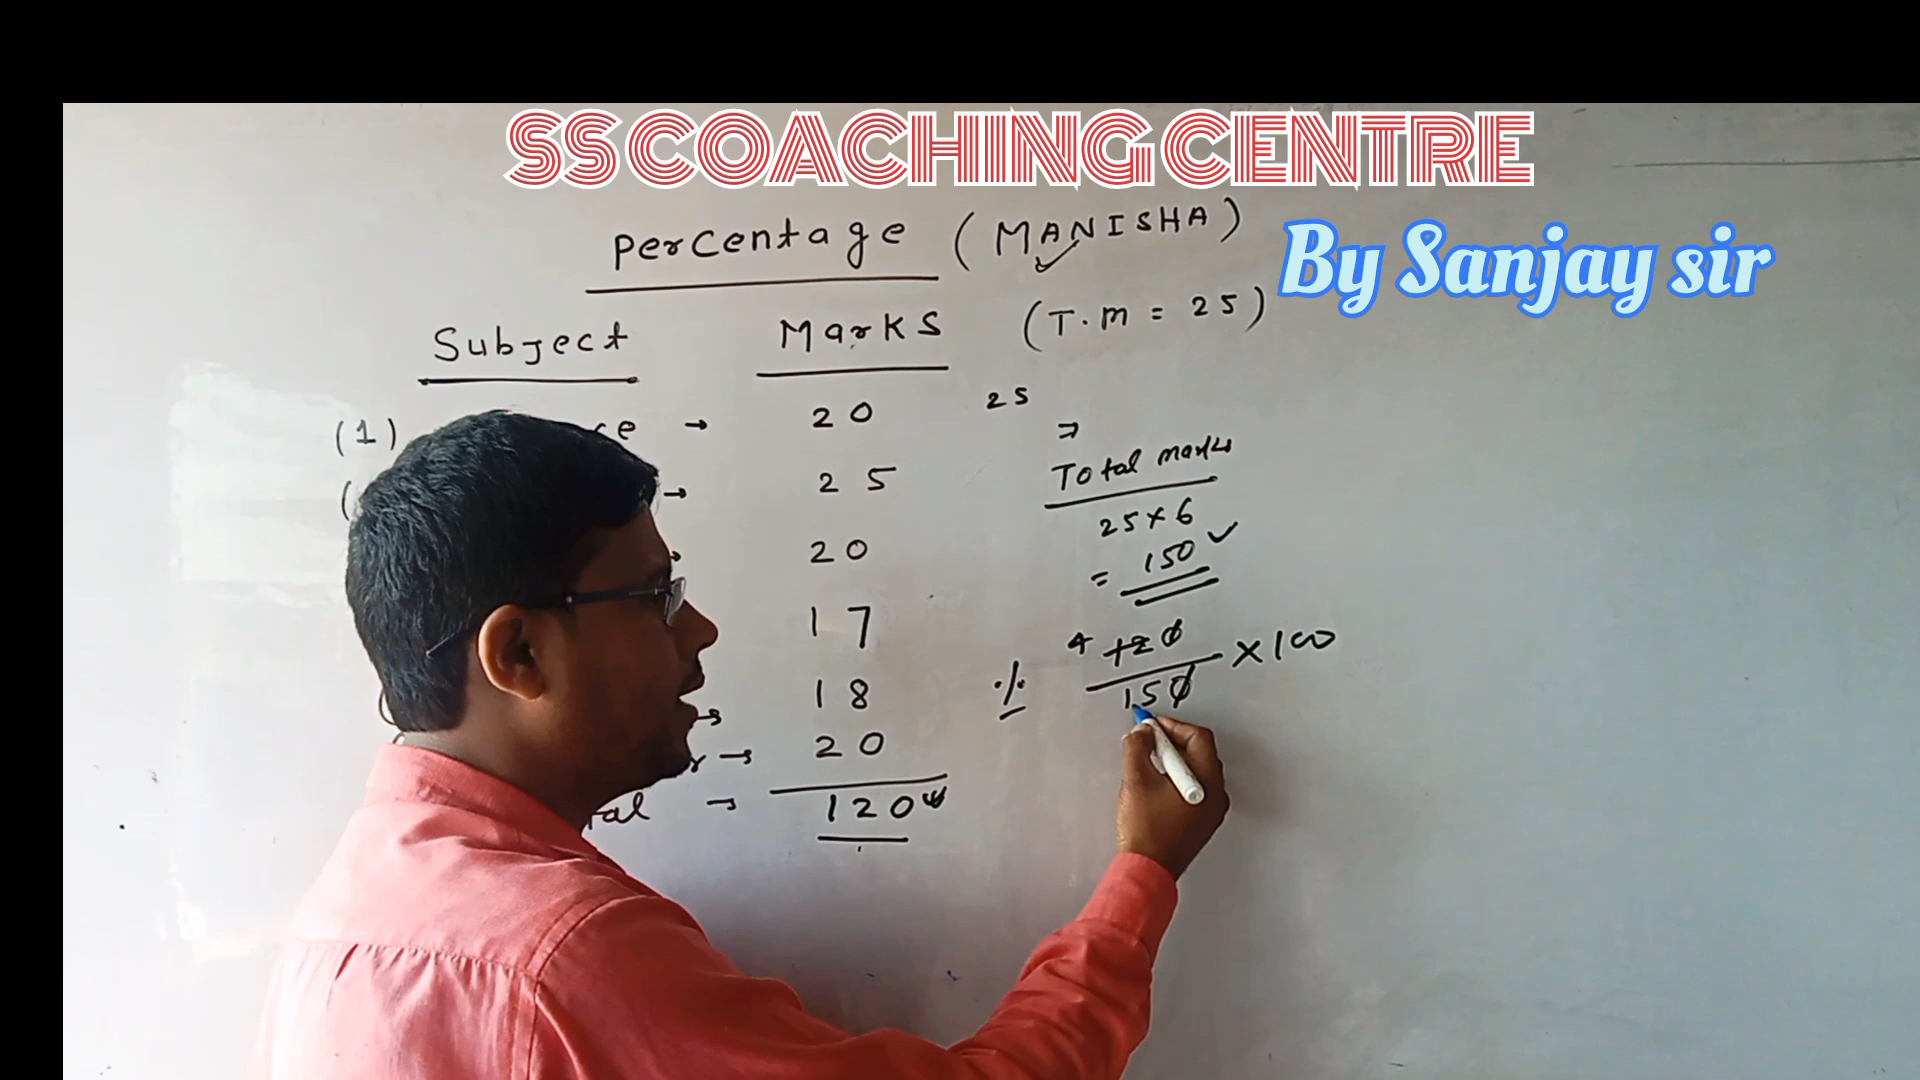 SS COACHING CENTRE
By Sanjay sir
Percentage (MANISHA)
Subject Marks (T.M = 25)
(1) → 20 25
→ 25
20
17
18
→ 20
→ 120
⇒
Total marks
25 × 6
= 150 ✓
% 4 120 × 100
150